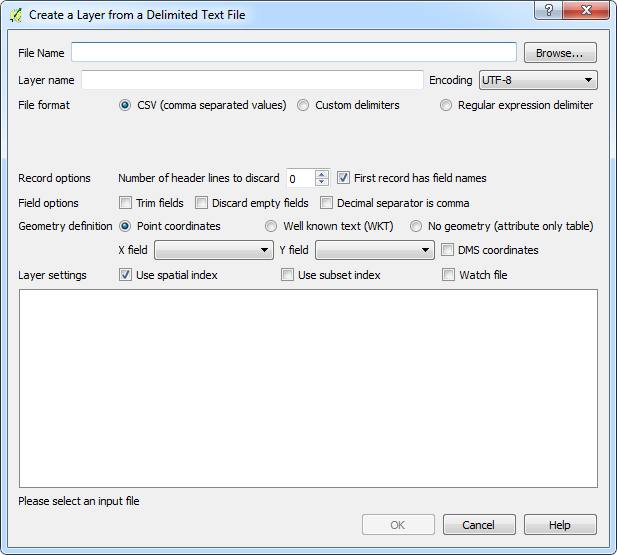 Create a Layer from a Delimited Text File
?
File Name Browse...
Layer name Encoding UTF-8
File format CSV (comma separated values) Custom delimiters Regular expression delimiter
Record options Number of header lines to discard 0 First record has field names
Field options Trim fields Discard empty fields Decimal separator is comma
Geometry definition Point coordinates Well known text (WKT) No geometry (attribute only table)
X field Y field DMS coordinates
Layer settings Use spatial index Use subset index Watch file
Please select an input file
OK Cancel Help